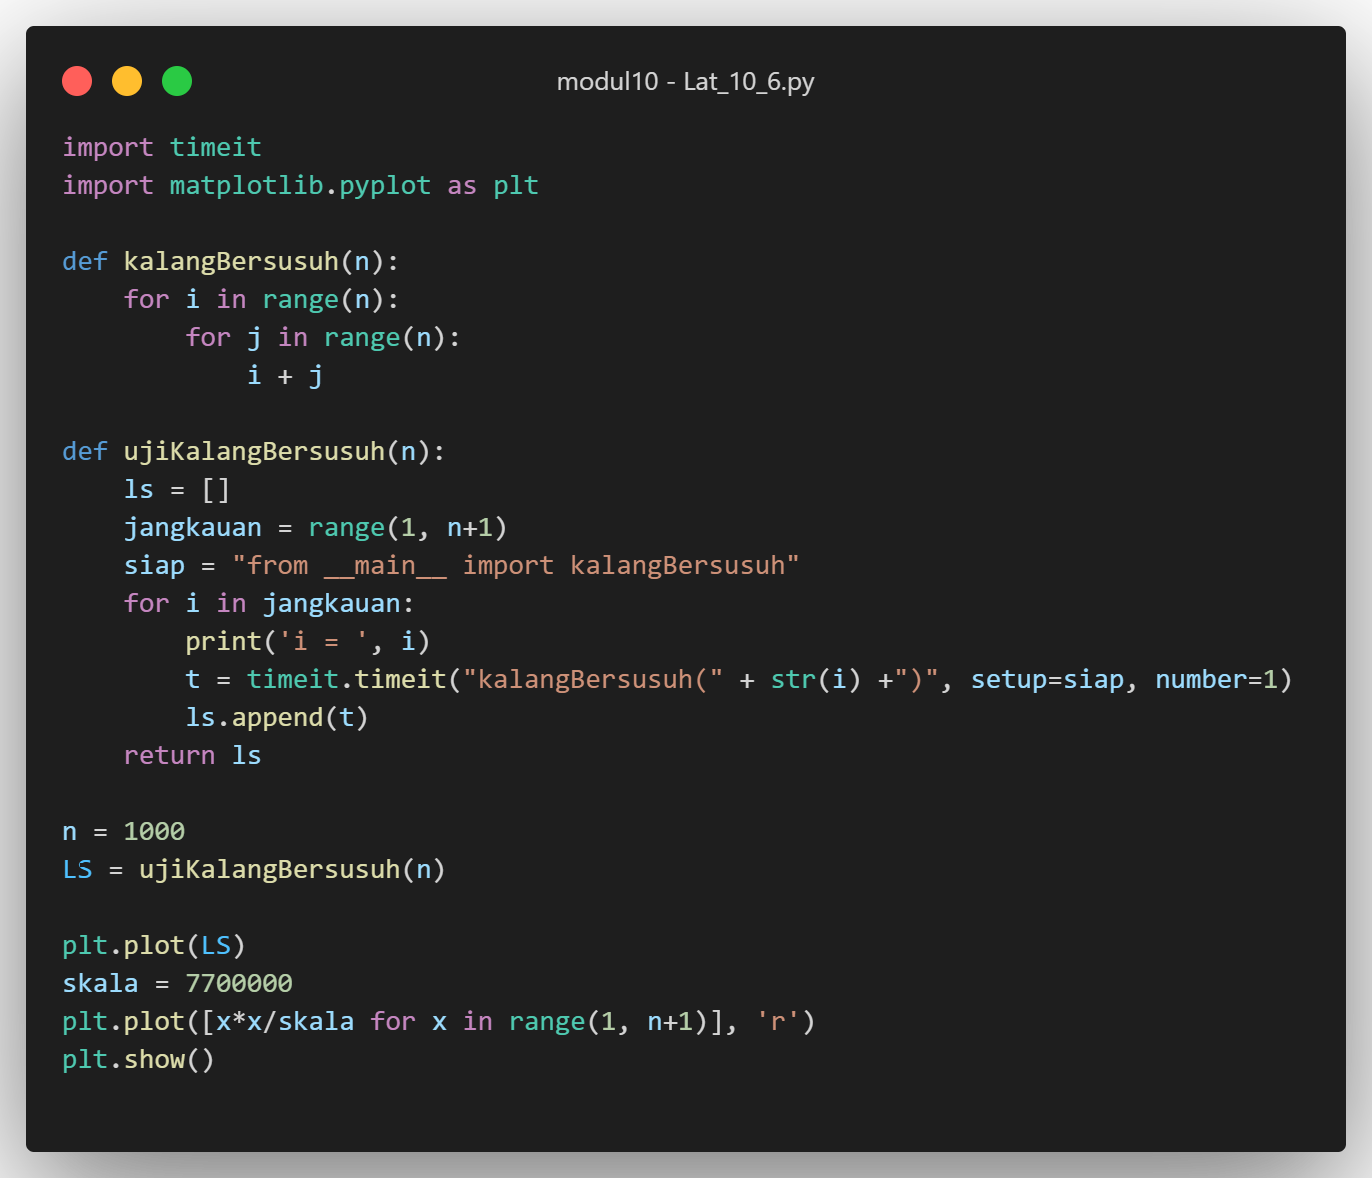 modul10 - Lat_10_6.py
import timeit
import matplotlib.pyplot as plt

def kalangBersusuh(n):
    for i in range(n):
        for j in range(n):
            i + j

def ujiKalangBersusuh(n):
    ls = []
    jangkauan = range(1, n+1)
    siap = "from __main__ import kalangBersusuh"
    for i in jangkauan:
        print('i = ', i)
        t = timeit.timeit("kalangBersusuh(" + str(i) +")", setup=siap, number=1)
        ls.append(t)
    return ls

n = 1000
LS = ujiKalangBersusuh(n)

plt.plot(LS)
skala = 7700000
plt.plot([x*x/skala for x in range(1, n+1)], 'r')
plt.show()